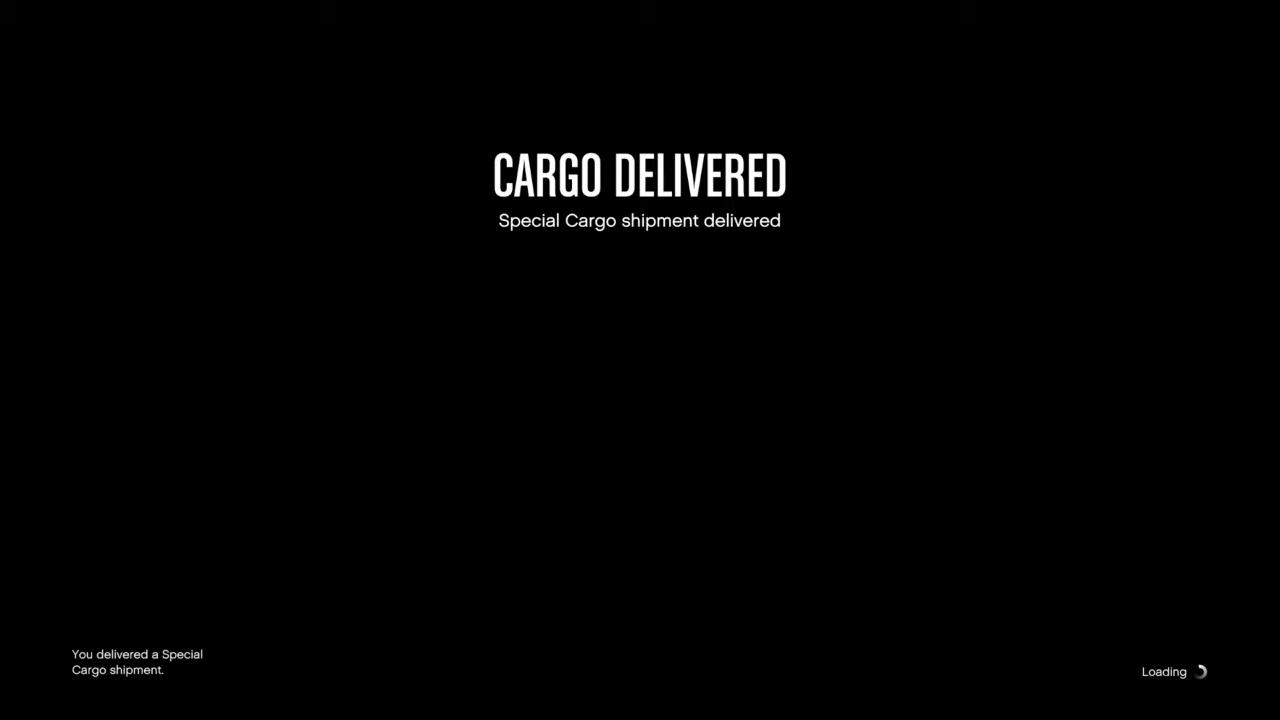 CARGO DELIVERED
Special Cargo shipment delivered
You delivered a Special
Cargo shipment.
Loading